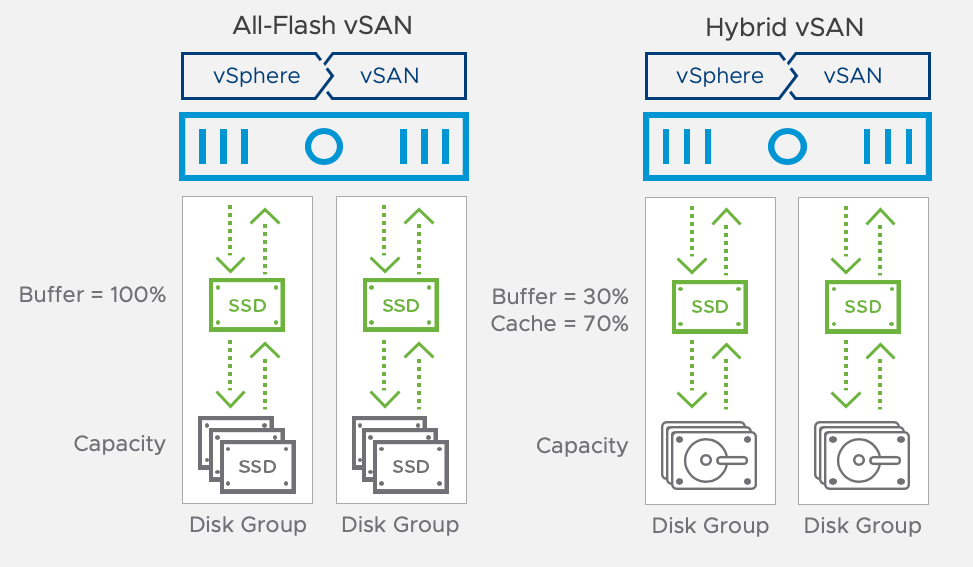 All-Flash vSAN
vSphere
vSAN
Buffer = 100%
SSD
SSD
Capacity
SSD
SSD
Disk Group
Disk Group
Hybrid vSAN
vSphere
vSAN
Buffer = 30%
Cache = 70%
SSD
SSD
Capacity
Disk Group
Disk Group